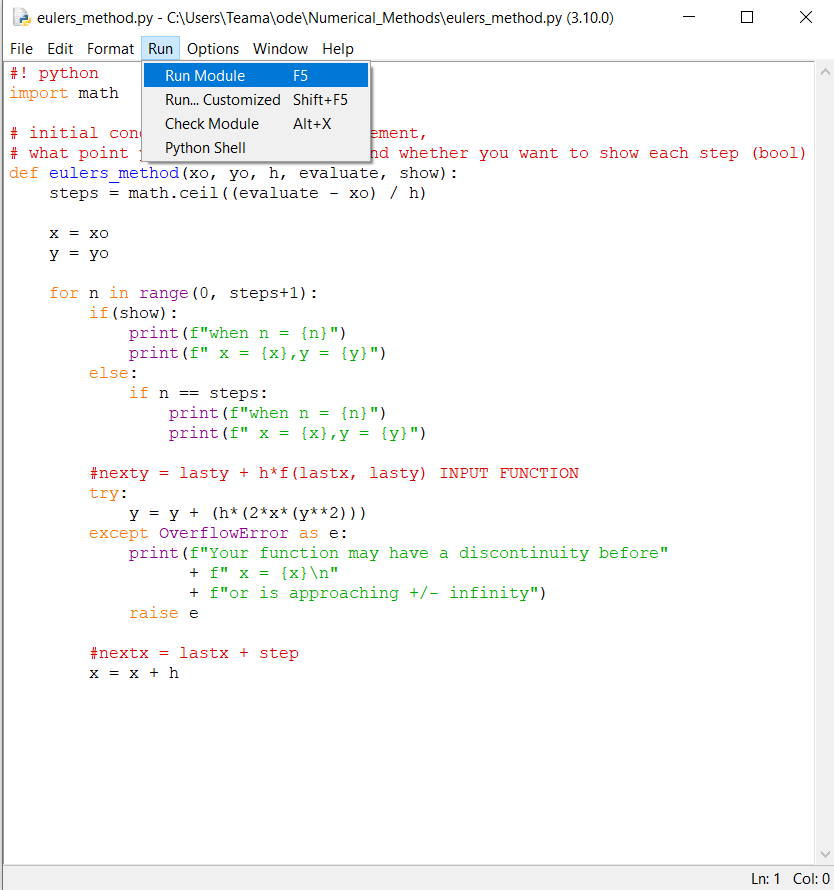 eulers_method.py - C:\Users\Teama\ode\Numerical_Methods\eulers_method.py (3.10.0)
File Edit Format Run Options Window Help
Run Module F5
Run... Customized Shift+F5
Check Module Alt+X
Python Shell
#! python
import math
# initial
# what point nd whether you want to show each step (bool)
def eulers_method(xo, yo, h, evaluate, show):
    steps = math.ceil((evaluate - xo) / h)
    x = xo
    y = yo
    for n in range(0, steps+1):
        if(show):
            print(f"when n = {n}")
            print(f" x = {x},y = {y}")
        else:
            if n == steps:
                print(f"when n = {n}")
                print(f" x = {x},y = {y}")
        #nexty = lasty + h*f(lastx, lasty) INPUT FUNCTION
        try:
            y = y + (h*(2*x*(y**2)))
        except OverflowError as e:
            print(f"Your function may have a discontinuity before"
                  + f" x = {x}\n"
                  + f"or is approaching +/- infinity")
            raise e
        #nextx = lastx + step
        x = x + h
Ln: 1 Col: 0